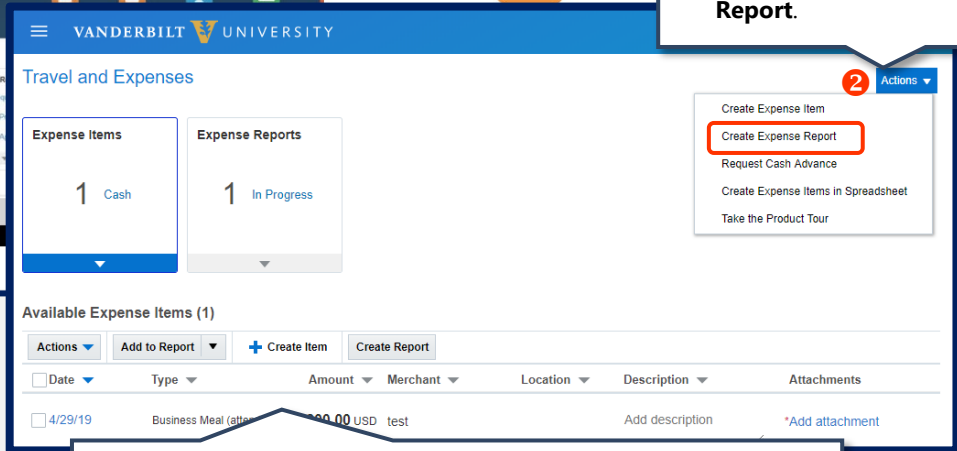 Report.
VANDERBILT UNIVERSITY
Travel and Expenses
2
Actions
Create Expense Item
Create Expense Report
Request Cash Advance
Create Expense Items in Spreadsheet
Take the Product Tour
Expense Items
1 Cash
Expense Reports
1 In Progress
Available Expense Items (1)
Actions Add to Report Create Item Create Report
Date Type Amount Merchant Location Description Attachments
4/29/19 Business Meal USD test Add description *Add attachment